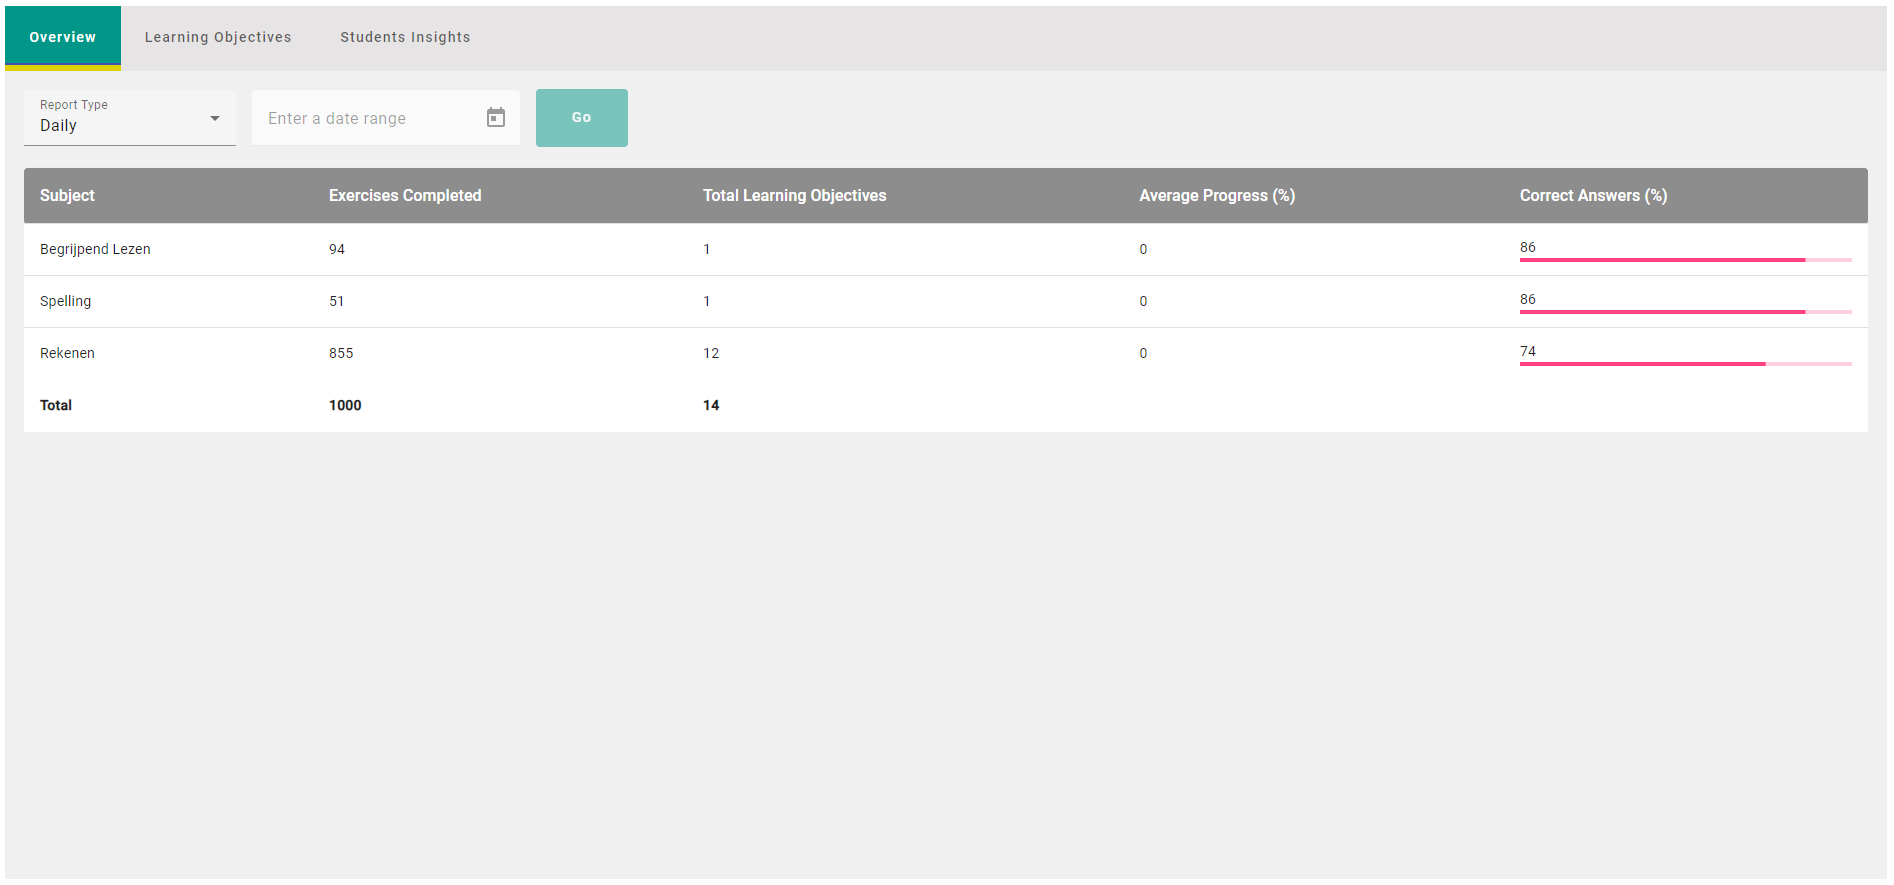 Overview Learning Objectives Students Insights
Report Type
Daily
Enter a date range
Go
Subject Exercises Completed Total Learning Objectives Average Progress (%) Correct Answers (%)
Begrijpend Lezen 94 1 0 86
Spelling 51 1 0 86
Rekenen 855 12 0 74
Total 1000 14